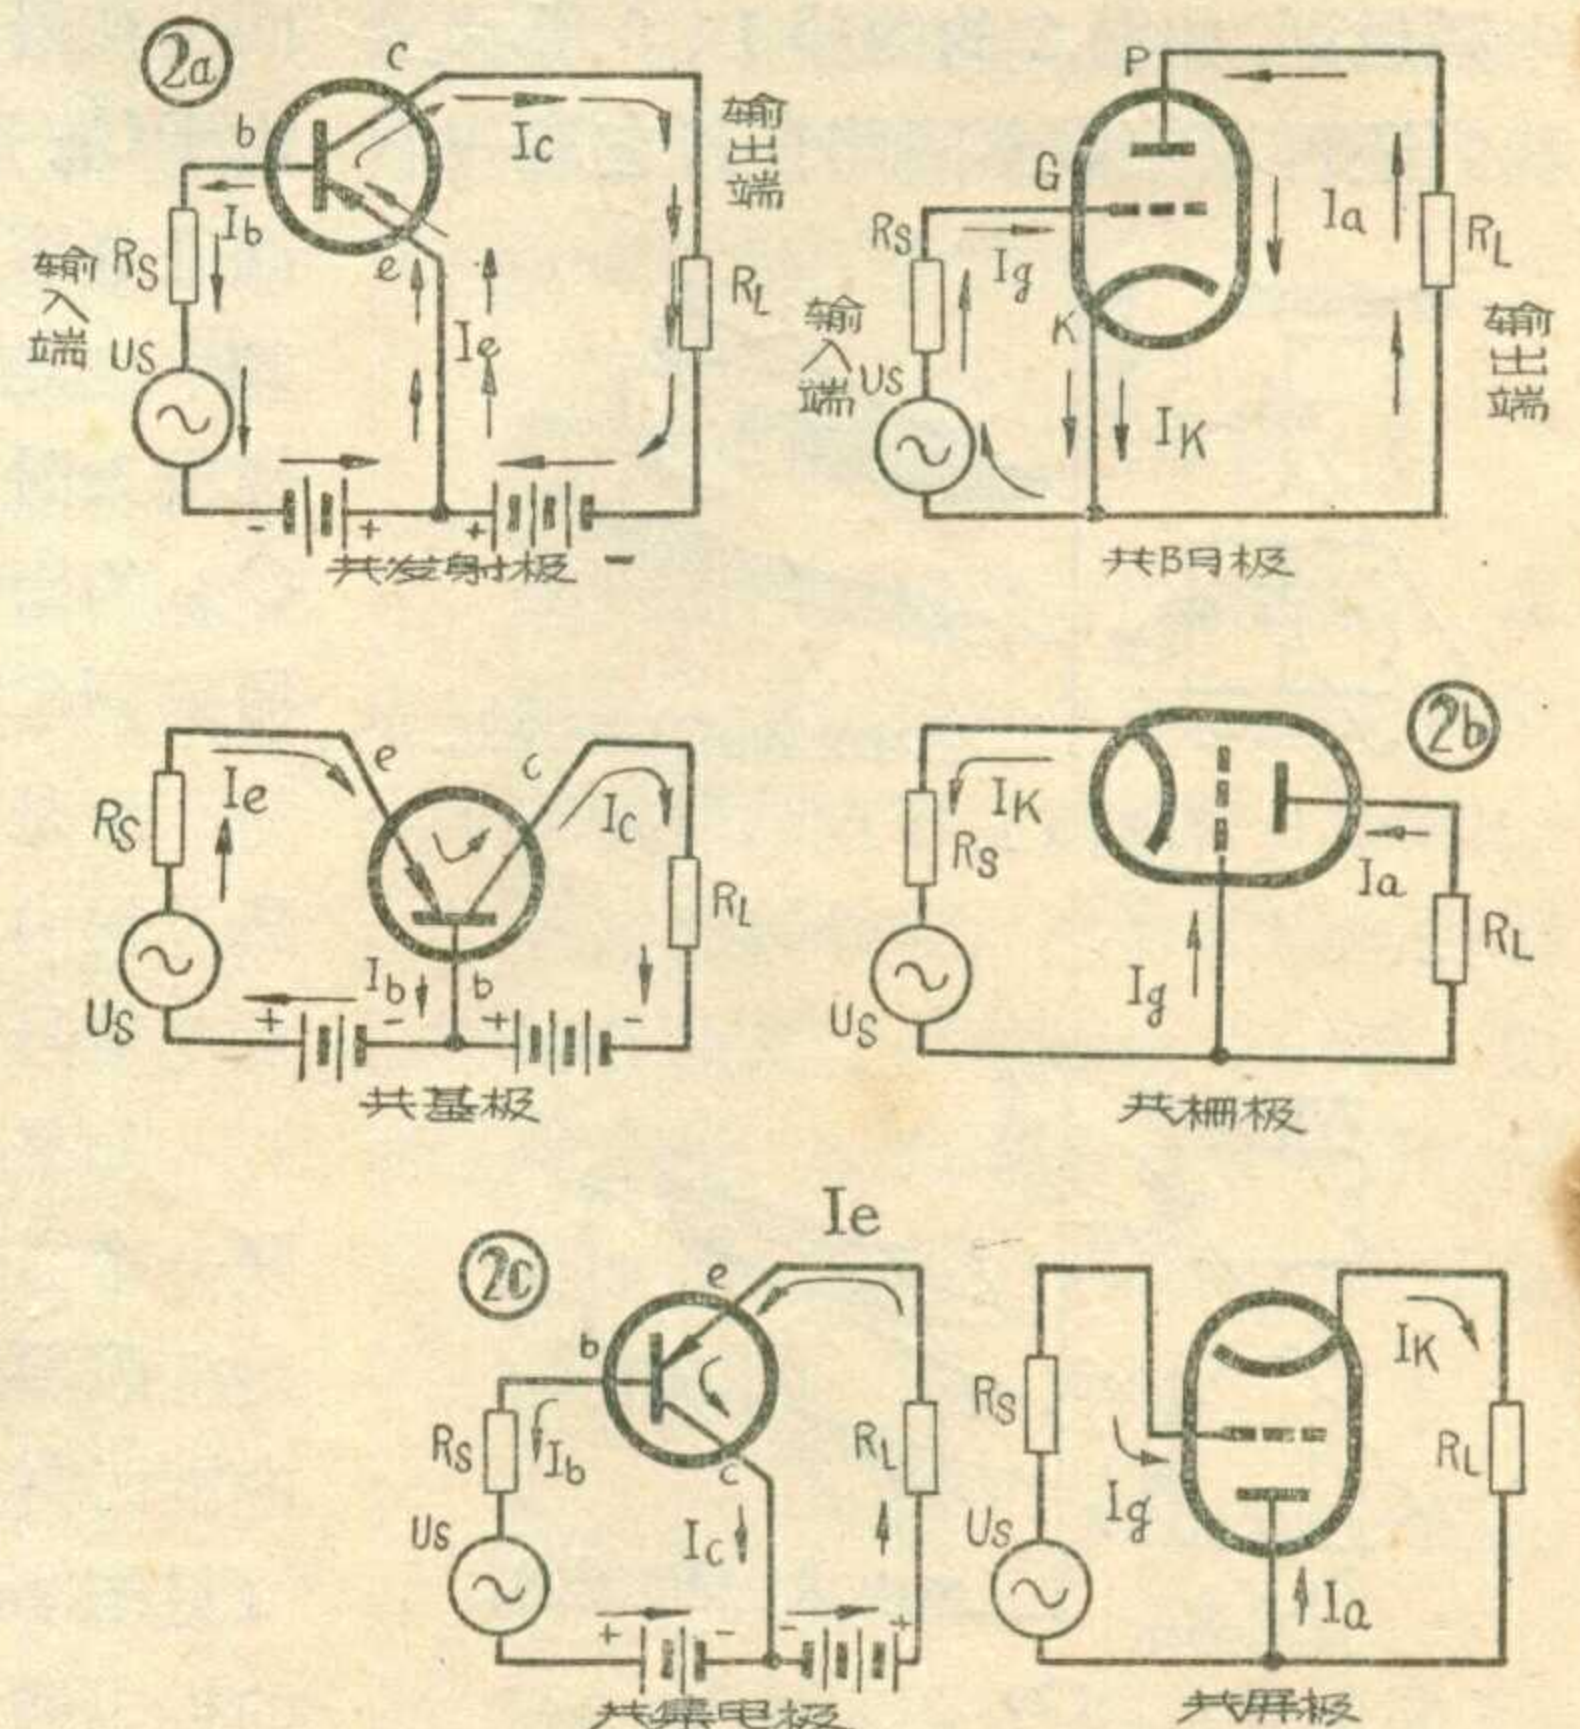 2a
c
b
e
Ic
Ib
Ie
RS
US
RL
输入端
输出端
- + + -
共发射极
P
G
K
RS
US
Ig
Ia
IK
RL
输入端
输出端
共阴极
e
c
b
Ie
Ic
Ib
RS
US
RL
+ - + -
共基极
2b
IK
RS
Ia
Ig
US
RL
共栅极
2c
Ie
e
b
c
RS
Ib
US
Ic
RL
+ - - +
共集电极
RS
US
Ig
IK
RL
Ia
共屏极